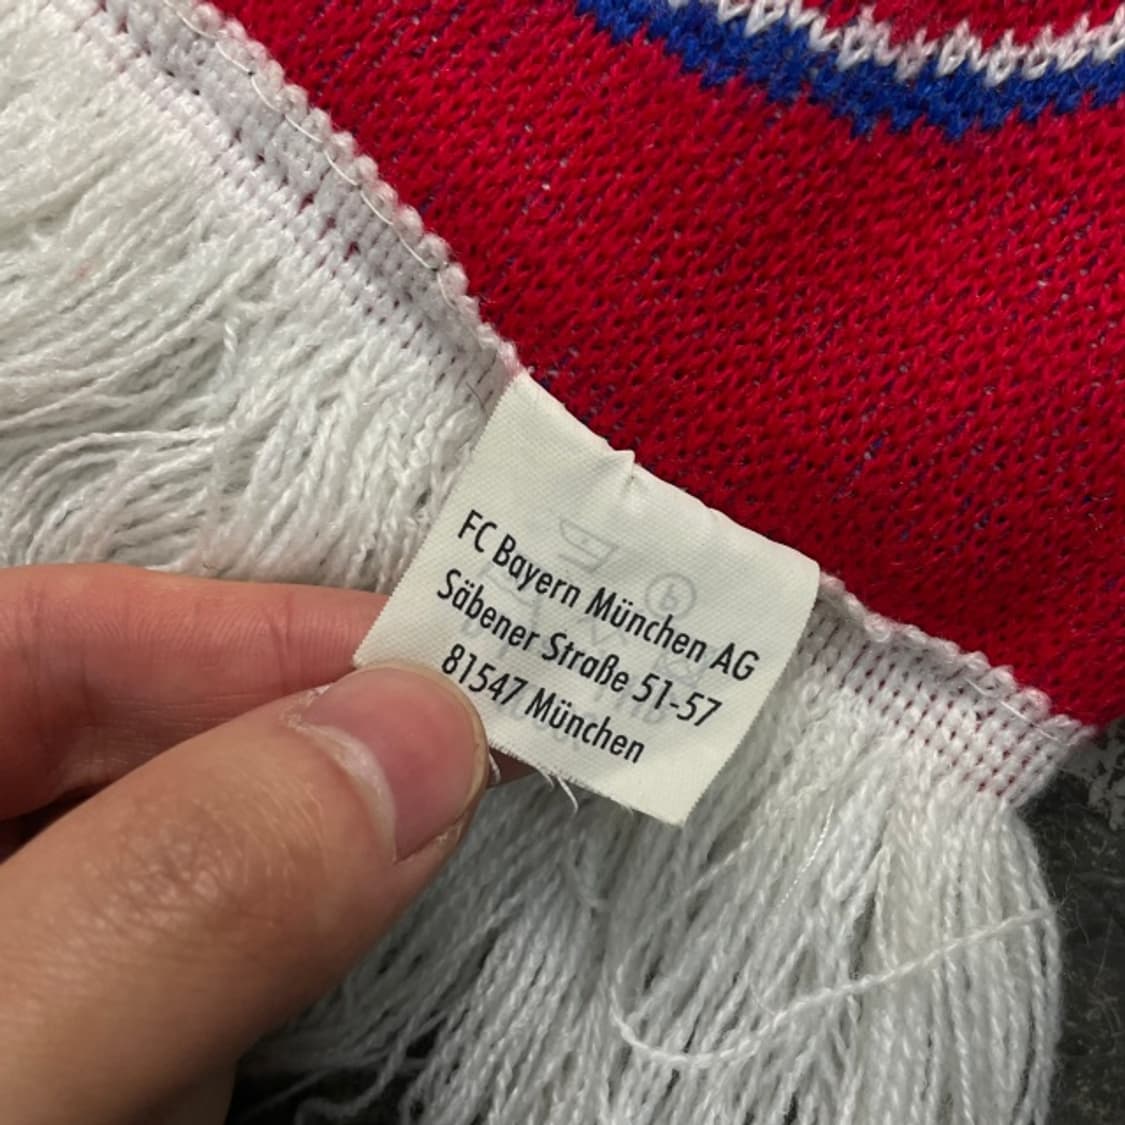 FC Bayern München AG
Säbener Straße 51-57
81547 München